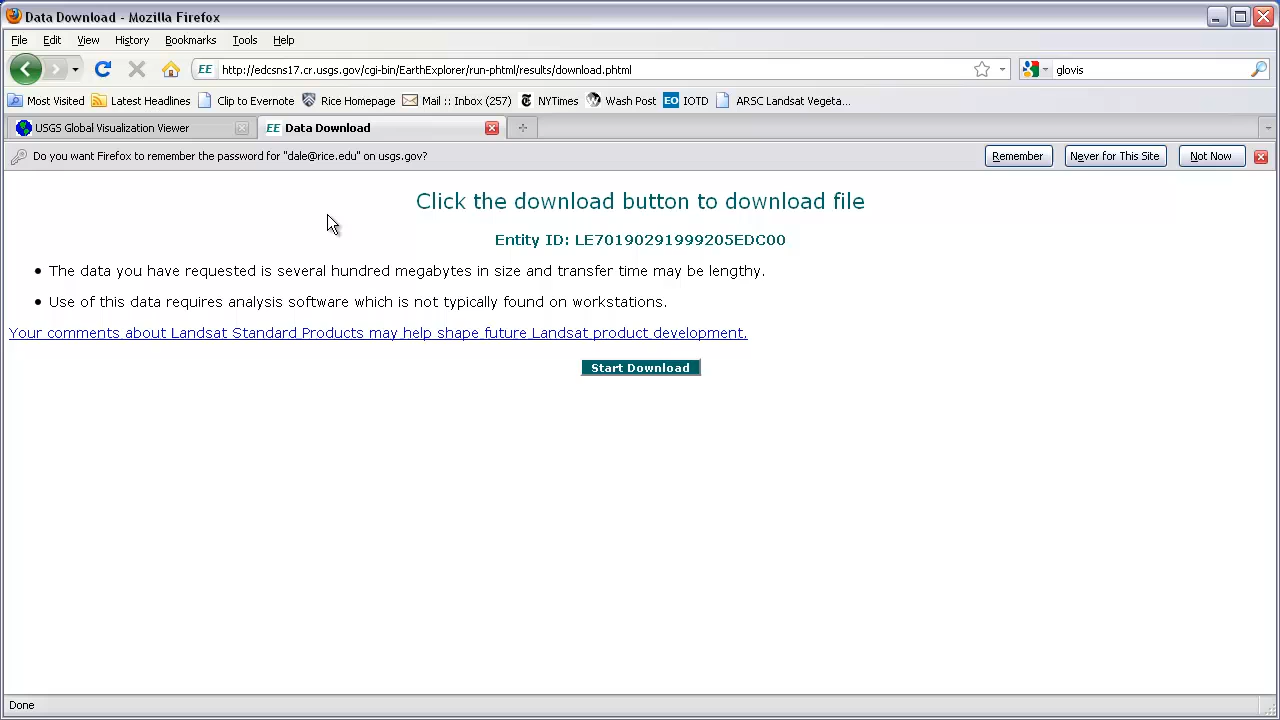 Data Download - Mozilla Firefox
File Edit View History Bookmarks Tools Help
EE http://edcsns17.cr.usgs.gov/cgi-bin/EarthExplorer/run-phtml/results/download.phtml glovis
Most Visited Latest Headlines Clip to Evernote Rice Homepage Mail :: Inbox (257) NYTimes Wash Post EO IOTD ARSC Landsat Vegeta...
USGS Global Visualization Viewer EE Data Download
Do you want Firefox to remember the password for "dale@rice.edu" on usgs.gov? Remember Never for This Site Not Now
Click the download button to download file
Entity ID: LE70190291999205EDC00
• The data you have requested is several hundred megabytes in size and transfer time may be lengthy.
• Use of this data requires analysis software which is not typically found on workstations.
Your comments about Landsat Standard Products may help shape future Landsat product development.
Start Download
Done